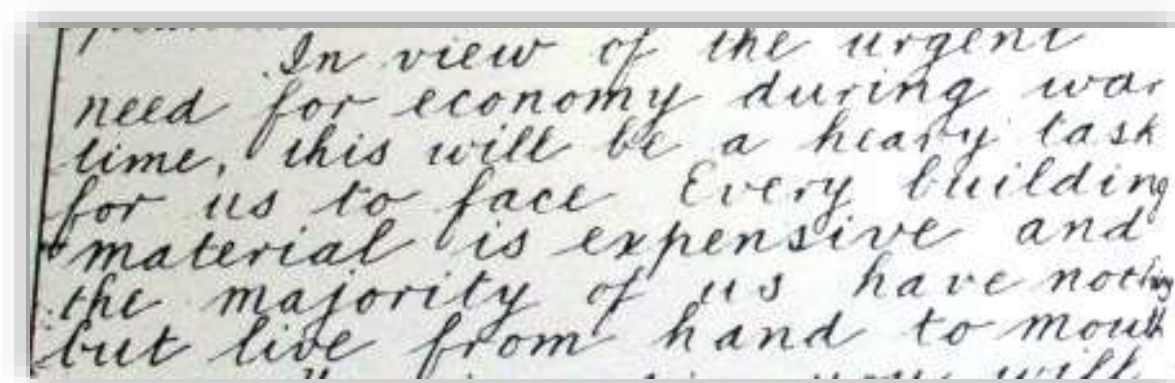 In view of the urgent
need for economy during war
time, this will be a heavy task
for us to face Every building
material is expensive and
the majority of us have nothing
but live from hand to mouth
will